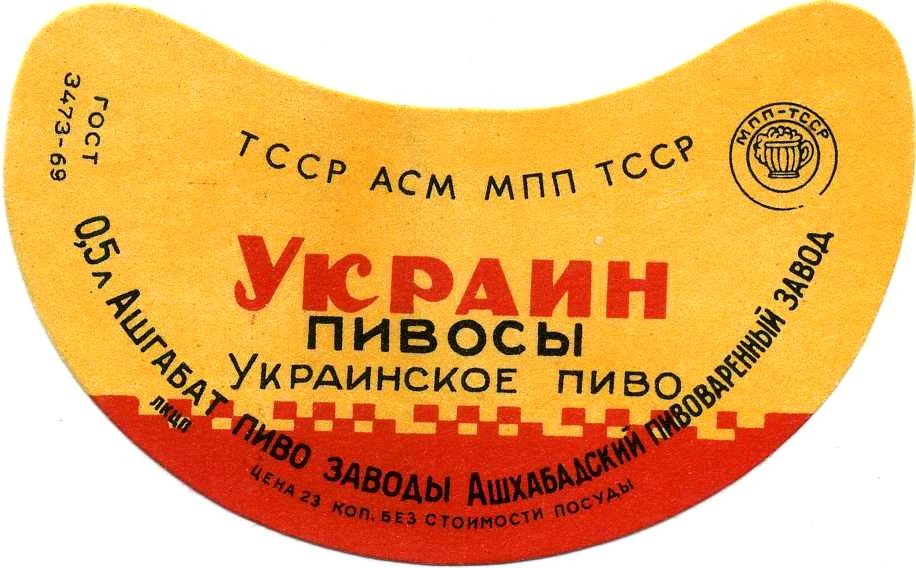 ГОСТ
3473-69
ТССР АСМ МПП ТССР
МПП-ТССР
УКРАИН
ПИВОСЫ
УКРАИНСКОЕ ПИВО
0,5 л АШГАБАТ ПИВО ЗАВОДЫ АШХАБАДСКИЙ ПИВОВАРЕННЫЙ ЗАВОД
ЛКЦО
ЦЕНА 23 КОП. БЕЗ СТОИМОСТИ ПОСУДЫ